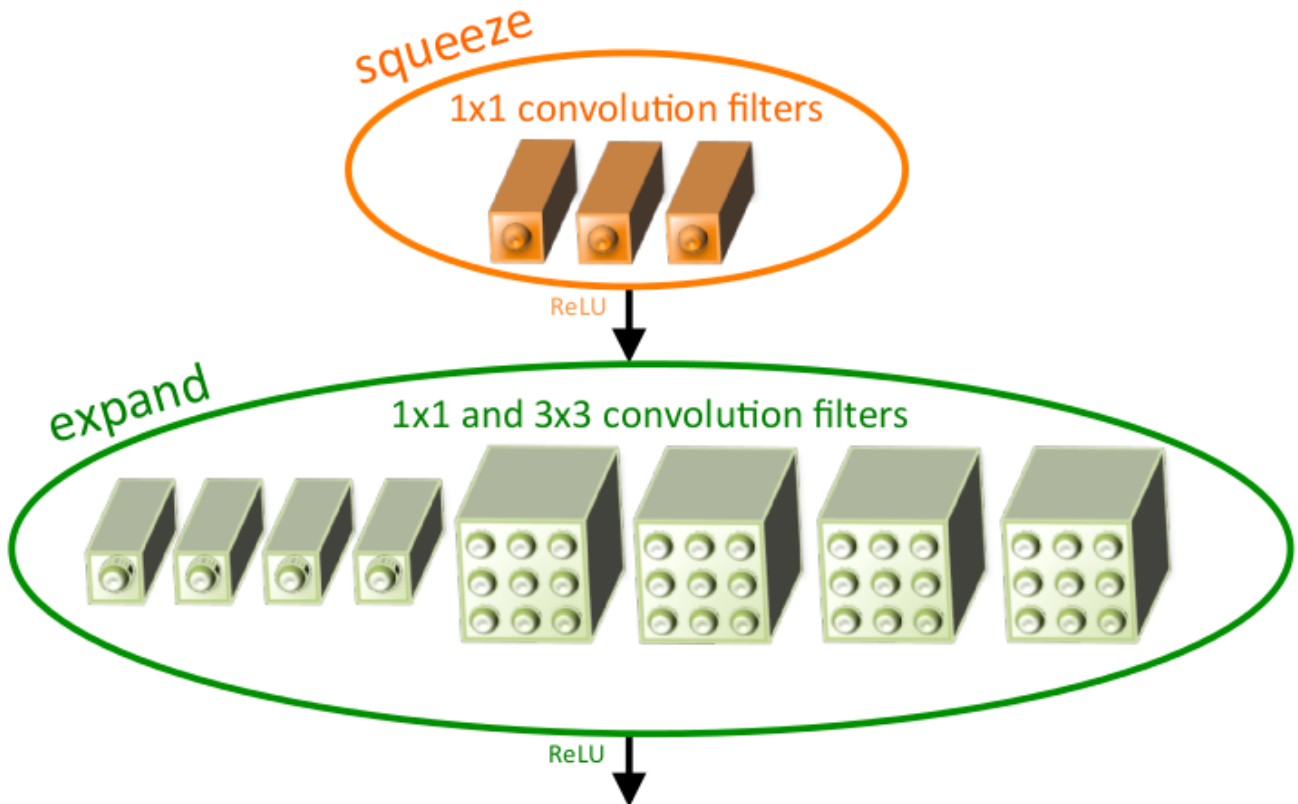 squeeze
1x1 convolution filters
ReLU
expand
1x1 and 3x3 convolution filters
ReLU